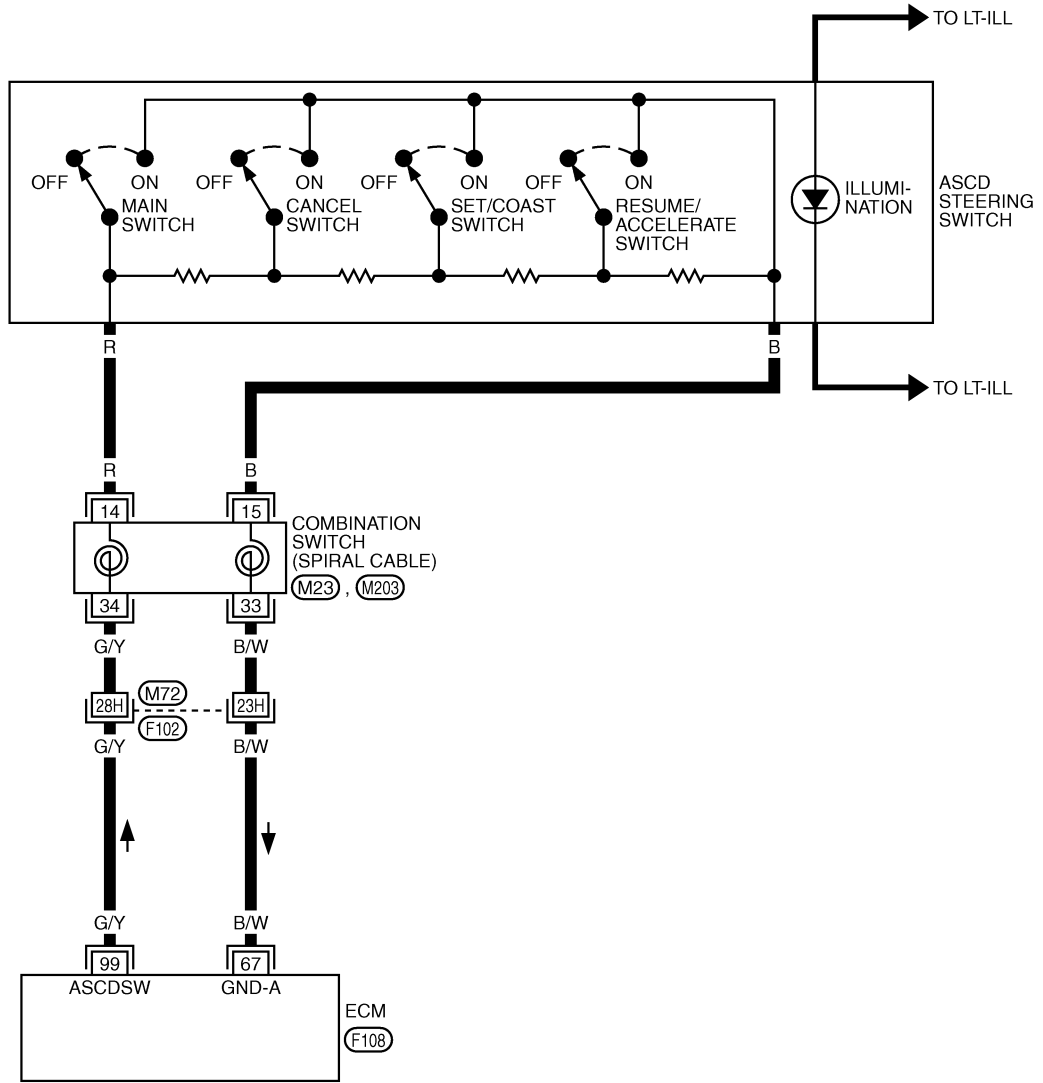 TO LT-ILL
OFF ON
MAIN
SWITCH
OFF ON
CANCEL
SWITCH
OFF ON
SET/COAST
SWITCH
OFF ON
RESUME/
ACCELERATE
SWITCH
ILLUMI-
NATION
ASCD
STEERING
SWITCH
R
B
TO LT-ILL
R
B
14
15
COMBINATION
SWITCH
(SPIRAL CABLE)
M23 , M203
34
33
G/Y
B/W
28H
M72
F102
23H
G/Y
B/W
G/Y
B/W
99
67
ASCDSW
GND-A
ECM
F108